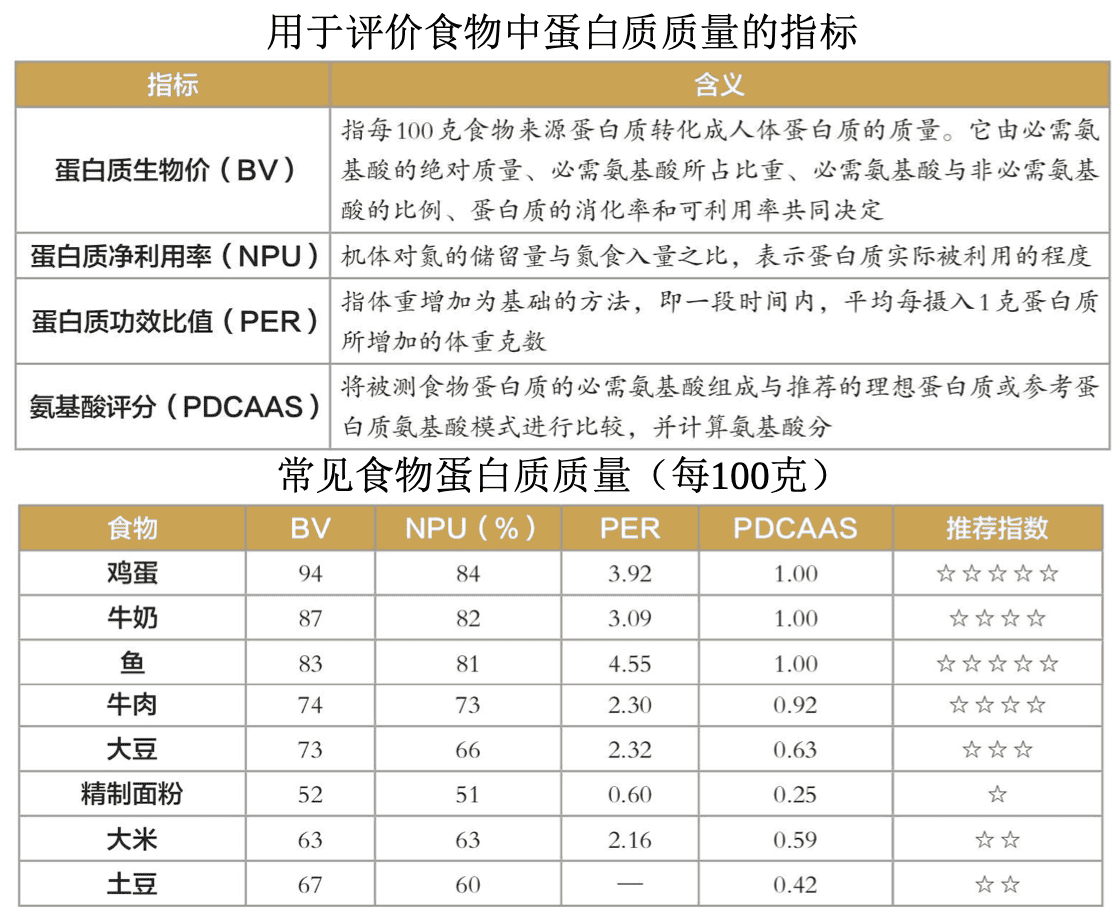 用于评价食物中蛋白质质量的指标
指标 含义
蛋白质生物价（BV） 指每100克食物来源蛋白质转化成人体蛋白质的质量。它由必需氨
基酸的绝对质量、必需氨基酸所占比重、必需氨基酸与非必需氨基
酸的比例、蛋白质的消化率和可利用率共同决定
蛋白质净利用率（NPU） 机体对氮的储留量与氮食入量之比，表示蛋白质实际被利用的程度
蛋白质功效比值（PER） 指体重增加为基础的方法，即一段时间内，平均每摄入1克蛋白质
所增加的体重克数
氨基酸评分（PDCAAS） 将被测食物蛋白质的必需氨基酸组成与推荐的理想蛋白质或参考蛋
白质氨基酸模式进行比较，并计算氨基酸分
常见食物蛋白质质量（每100克）
食物 BV NPU（%） PER PDCAAS 推荐指数
鸡蛋 94 84 3.92 1.00 ☆☆☆☆☆
牛奶 87 82 3.09 1.00 ☆☆☆☆
鱼 83 81 4.55 1.00 ☆☆☆☆☆
牛肉 74 73 2.30 0.92 ☆☆☆☆
大豆 73 66 2.32 0.63 ☆☆☆
精制面粉 52 51 0.60 0.25 ☆
大米 63 63 2.16 0.59 ☆☆
土豆 67 60 — 0.42 ☆☆